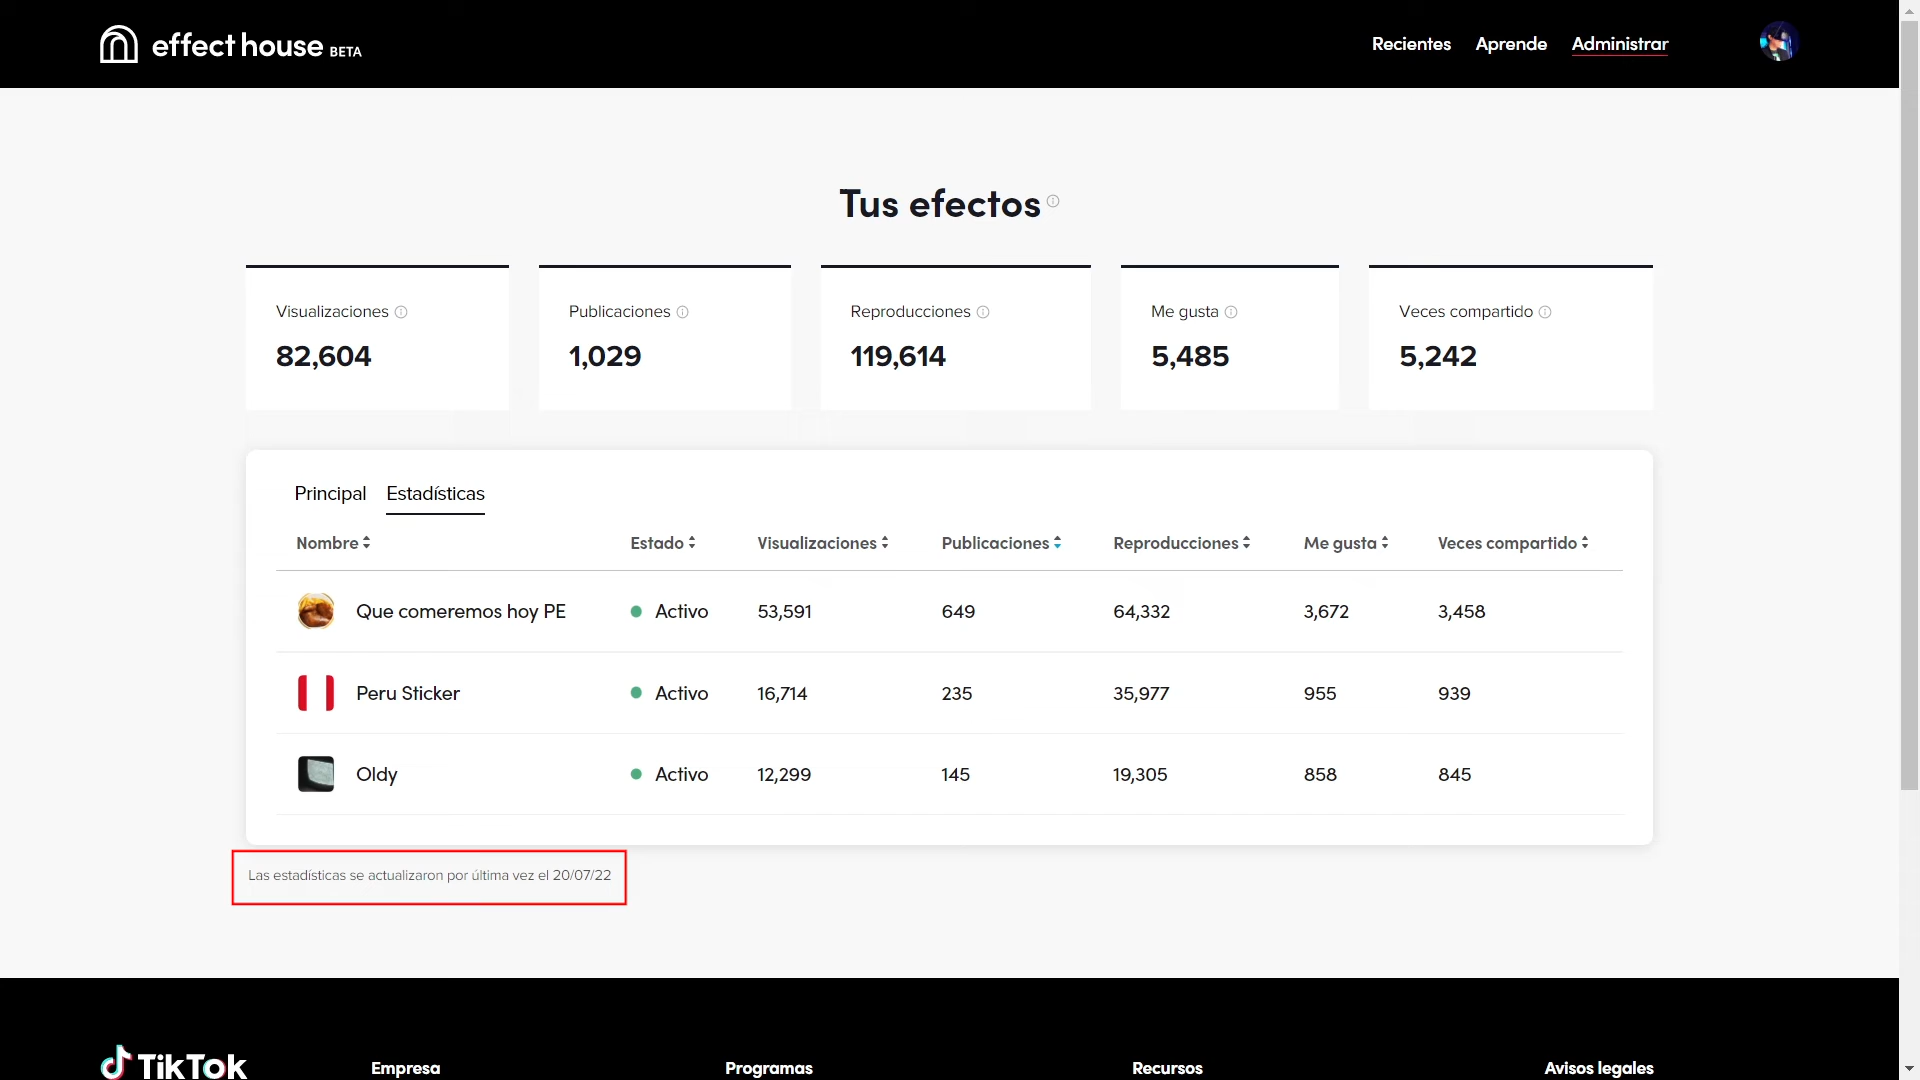 effect house BETA
Recientes Aprende Administrar
Tus efectos
Visualizaciones
82,604
Publicaciones
1,029
Reproducciones
119,614
Me gusta
5,485
Veces compartido
5,242
Principal Estadísticas
Nombre Estado Visualizaciones Publicaciones Reproducciones Me gusta Veces compartido
Que comeremos hoy PE Activo 53,591 649 64,332 3,672 3,458
Peru Sticker Activo 16,714 235 35,977 955 939
Oldy Activo 12,299 145 19,305 858 845
Las estadísticas se actualizaron por última vez el 20/07/22
TikTok Empresa Programas Recursos Avisos legales